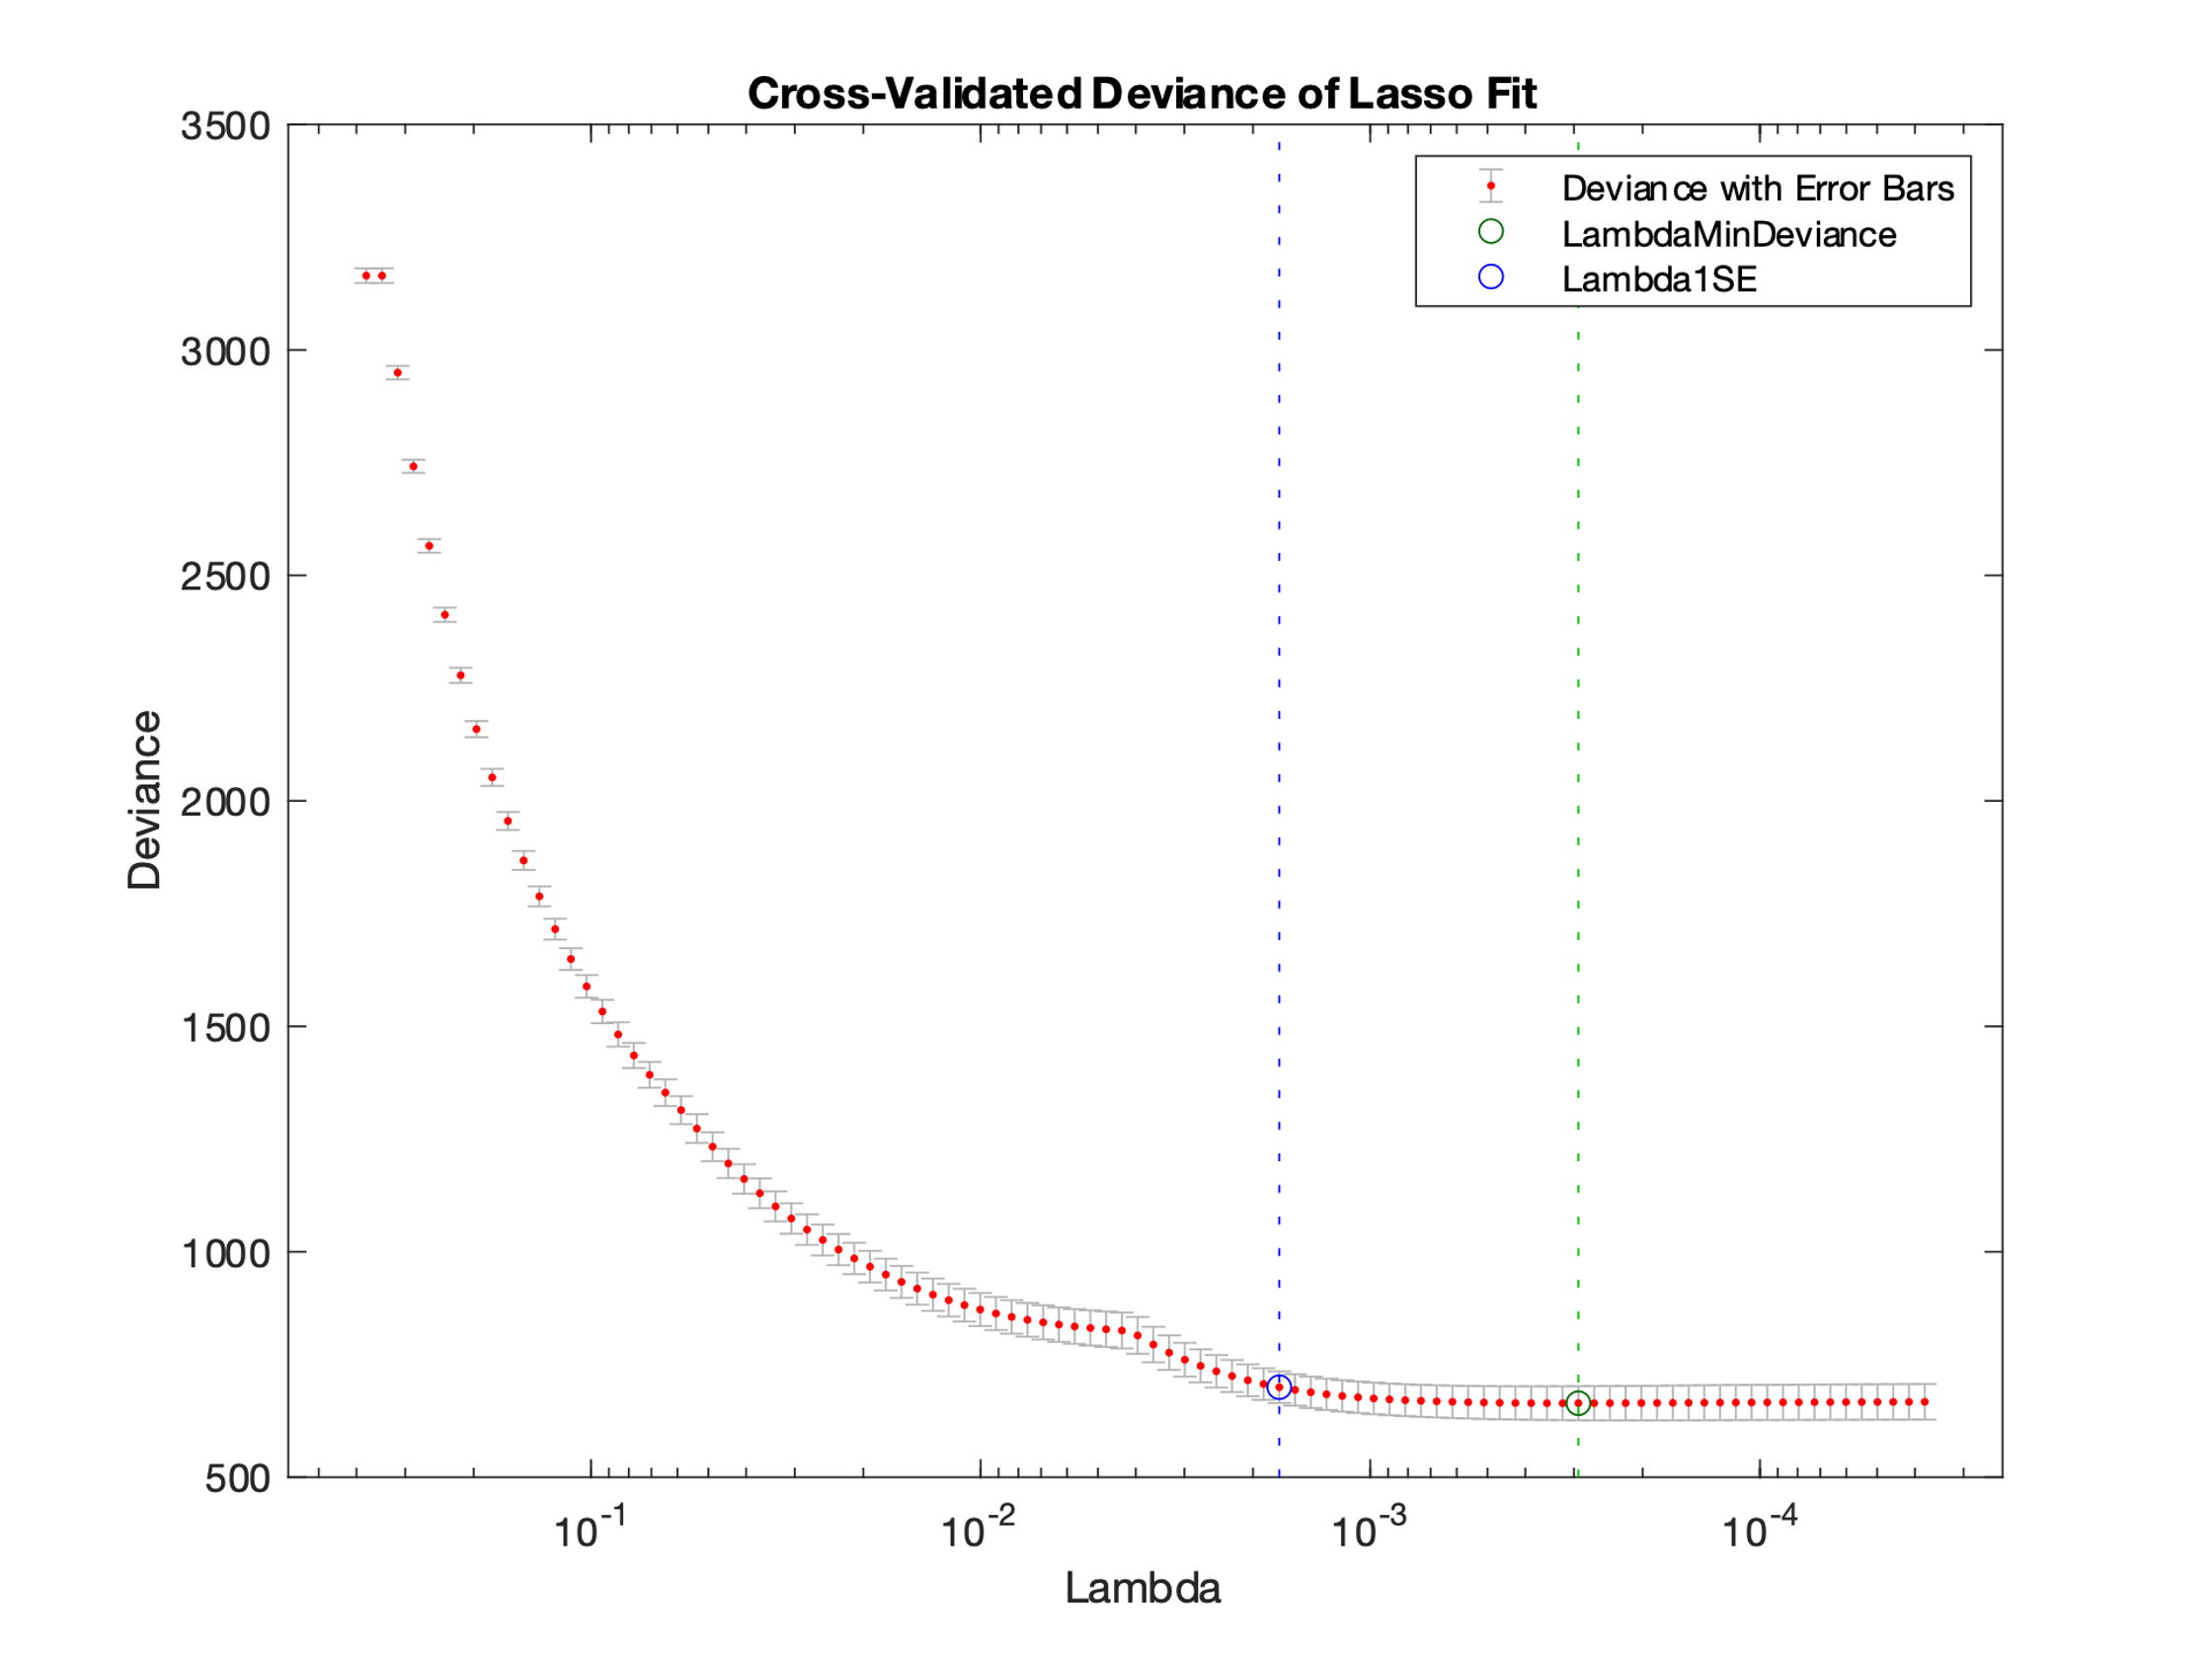 Cross-Validated Deviance of Lasso Fit
3500
3000
2500
2000
1500
1000
500
Deviance
Deviance with Error Bars
LambdaMinDeviance
Lambda1SE
10^-1 10^-2 10^-3 10^-4
Lambda